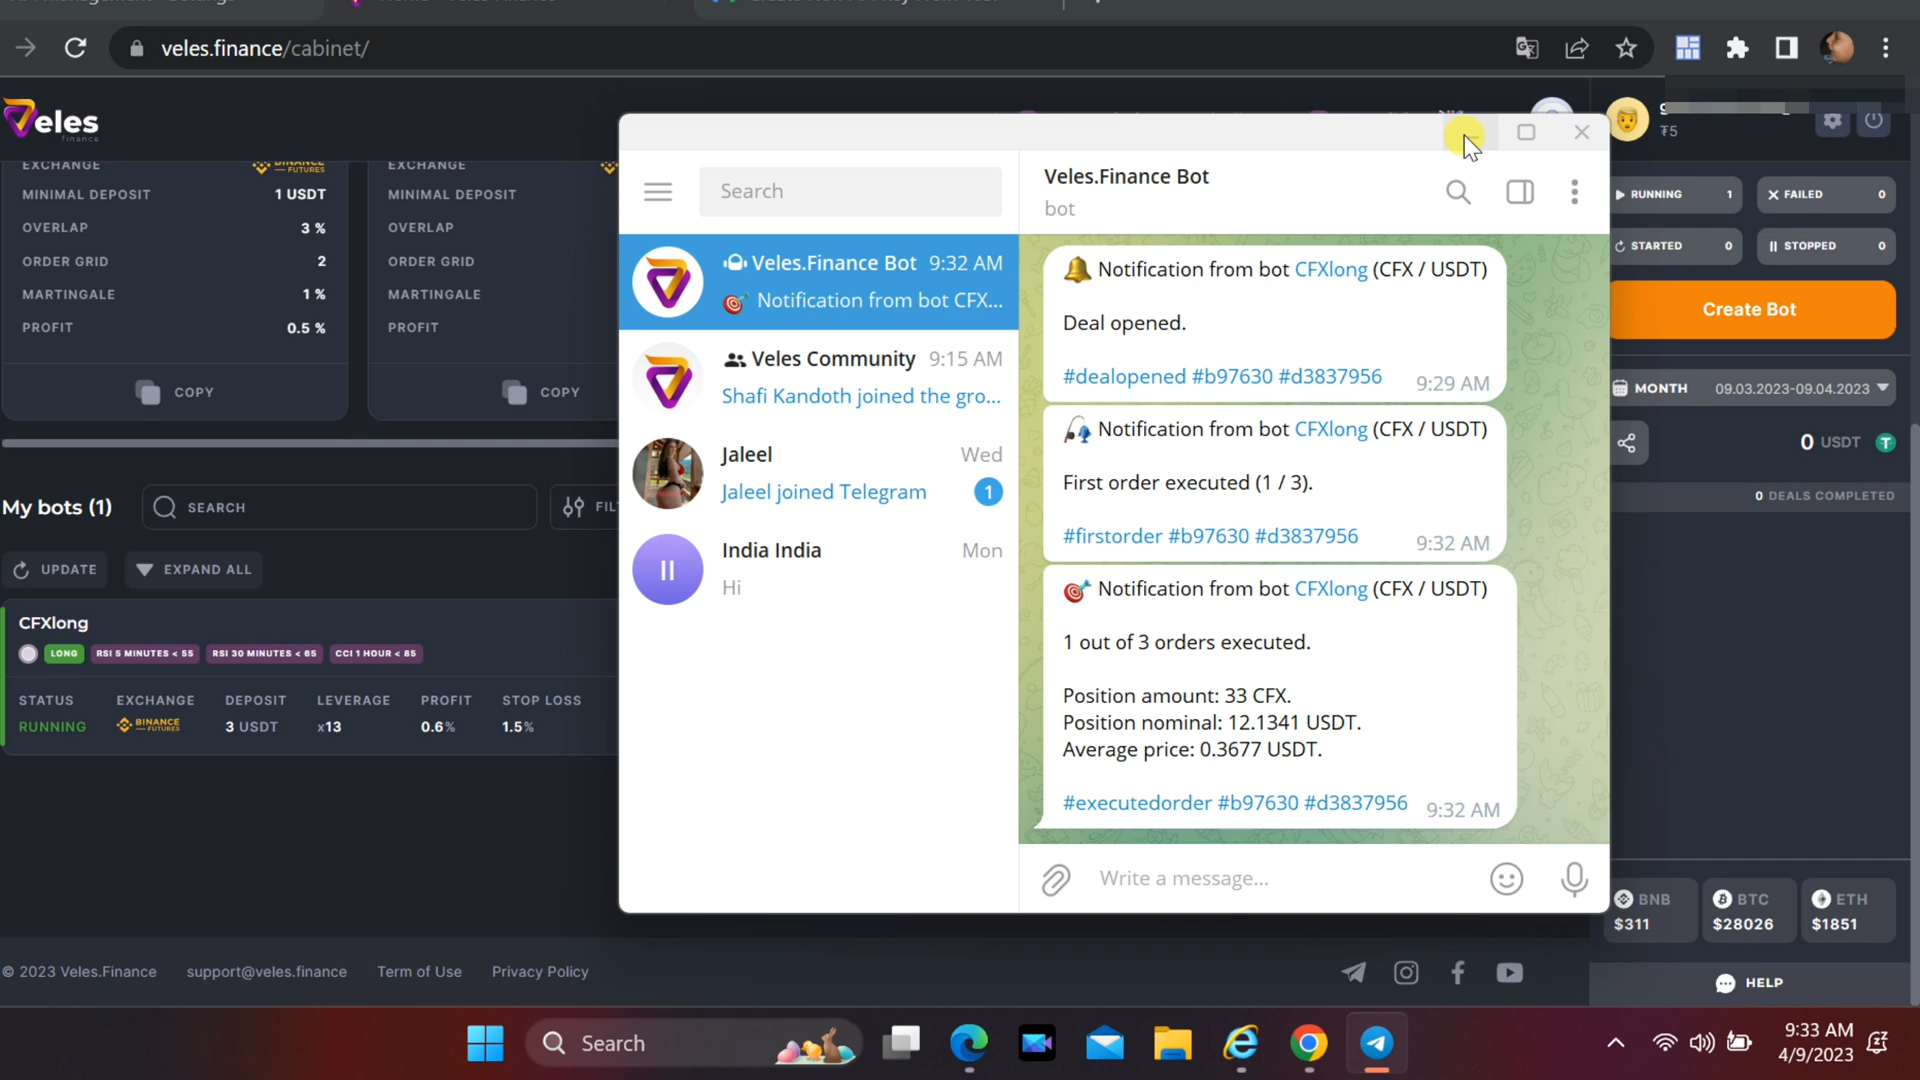 veles.finance/cabinet/
Veles
finance
EXCHANGE
BINANCE
FUTURES
MINIMAL DEPOSIT 1 USDT
OVERLAP 3 %
ORDER GRID 2
MARTINGALE 1 %
PROFIT 0.5 %
COPY
EXCHANGE
MINIMAL DEPOSIT
OVERLAP
ORDER GRID
MARTINGALE
PROFIT
COPY
My bots (1)
SEARCH
UPDATE
EXPAND ALL
CFXlong
LONG RSI 5 MINUTES < 55 RSI 30 MINUTES < 65 CCI 1 HOUR < 85
STATUS EXCHANGE DEPOSIT LEVERAGE PROFIT STOP LOSS
RUNNING BINANCE FUTURES 3 USDT x13 0.6% 1.5%
© 2023 Veles.Finance support@veles.finance Term of Use Privacy Policy
Search
Veles.Finance Bot 9:32 AM
Notification from bot CFX...
Veles Community 9:15 AM
Shafi Kandoth joined the gro...
Jaleel Wed
Jaleel joined Telegram 1
II
India India Mon
Hi
Veles.Finance Bot
bot
Notification from bot CFXlong (CFX / USDT)
Deal opened.
#dealopened #b97630 #d3837956 9:29 AM
Notification from bot CFXlong (CFX / USDT)
First order executed (1 / 3).
#firstorder #b97630 #d3837956 9:32 AM
Notification from bot CFXlong (CFX / USDT)
1 out of 3 orders executed.
Position amount: 33 CFX.
Position nominal: 12.1341 USDT.
Average price: 0.3677 USDT.
#executedorder #b97630 #d3837956 9:32 AM
Write a message...
₮5
RUNNING 1 FAILED 0
STARTED 0 STOPPED 0
Create Bot
MONTH 09.03.2023-09.04.2023
0 USDT
0 DEALS COMPLETED
BNB
$311
BTC
$28026
ETH
$1851
HELP
Search
9:33 AM
4/9/2023